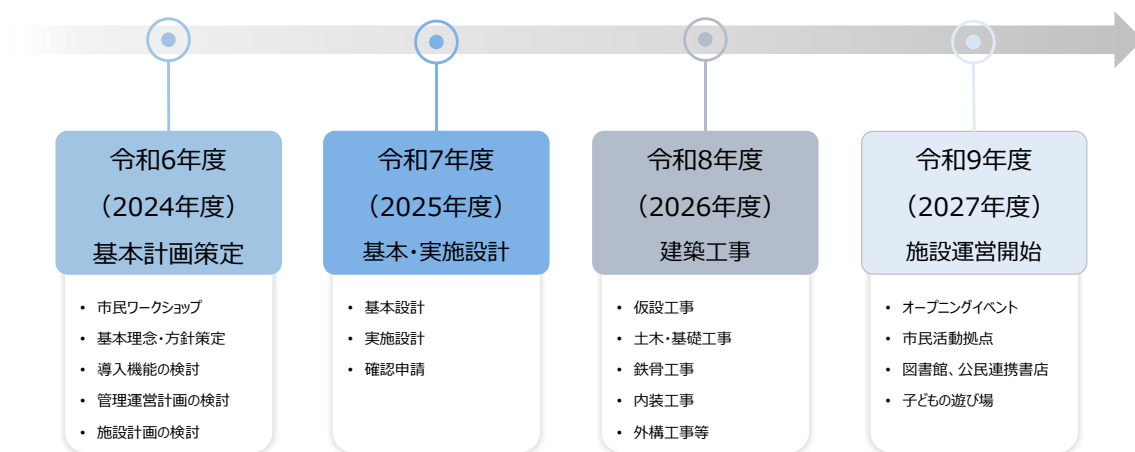 令和6年度
（2024年度）
基本計画策定
• 市民ワークショップ
• 基本理念・方針策定
• 導入機能の検討
• 管理運営計画の検討
• 施設計画の検討
令和7年度
（2025年度）
基本・実施設計
• 基本設計
• 実施設計
• 確認申請
令和8年度
（2026年度）
建築工事
• 仮設工事
• 土木・基礎工事
• 鉄骨工事
• 内装工事
• 外構工事等
令和9年度
（2027年度）
施設運営開始
• オープニングイベント
• 市民活動拠点
• 図書館、公民連携書店
• 子どもの遊び場